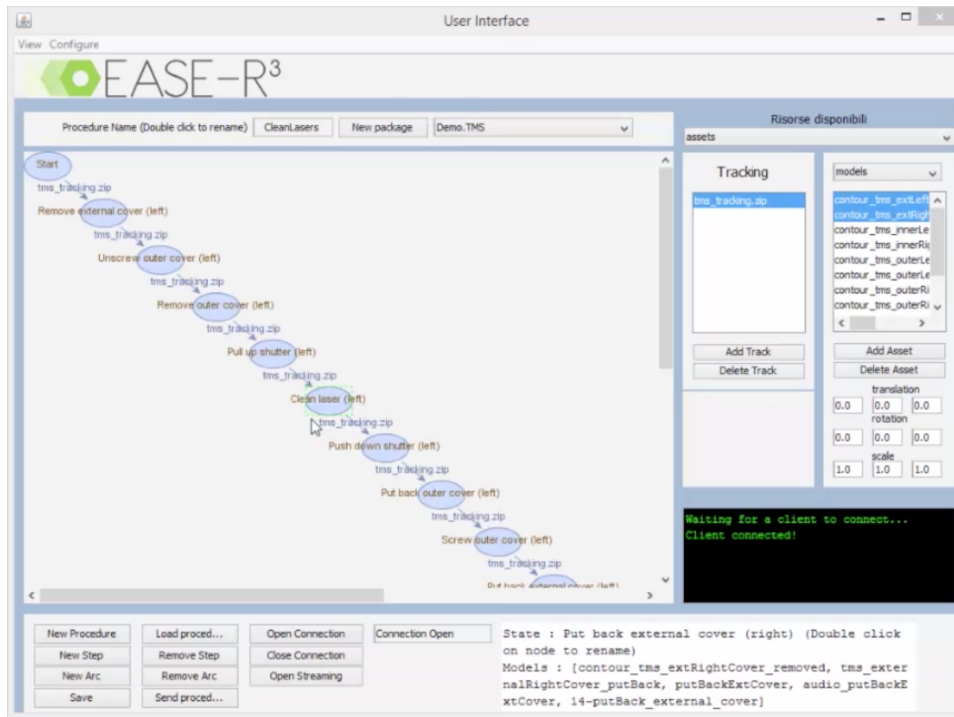 User Interface
View Configure
EASE-R³
Procedure Name (Double click to rename) CleanLasers New package Demo.TMS
Risorse disponibili
assets
Start
tms_tracking.zip
Remove external cover (left)
tms_tracking.zip
Unscrew outer cover (left)
tms_tracking.zip
Remove outer cover (left)
tms_tracking.zip
Pull up shutter (left)
tms_tracking.zip
Clean laser (left)
tms_tracking.zip
Push down shutter (left)
tms_tracking.zip
Put back outer cover (left)
tms_tracking.zip
Screw outer cover (left)
tms_tracking.zip
Put back external cover (left)
Tracking
tms_tracking.zip
Add Track
Delete Track
models
contour_tms_extLeft
contour_tms_extRigh
contour_tms_innerLe
contour_tms_innerRi
contour_tms_outerLe
contour_tms_outerLe
contour_tms_outerRi
contour_tms_outerRi
Add Asset
Delete Asset
translation
0.0 0.0 0.0
rotation
0.0 0.0 0.0
scale
1.0 1.0 1.0
Waiting for a client to connect...
Client connected!
New Procedure Load proced... Open Connection Connection Open
New Step Remove Step Close Connection
New Arc Remove Arc Open Streaming
Save Send proced...
State : Put back external cover (right) (Double click
on node to rename)
Models : [contour_tms_extRightCover_removed, tms_exter
nalRightCover_putBack, putBackExtCover, audio_putBackE
xtCover, 14-putBack_external_cover]